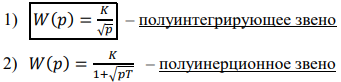 1) W(p) = K/√p – полуинтегрирующее звено
2) W(p) = K/(1+√pT) – полуинерционное звено